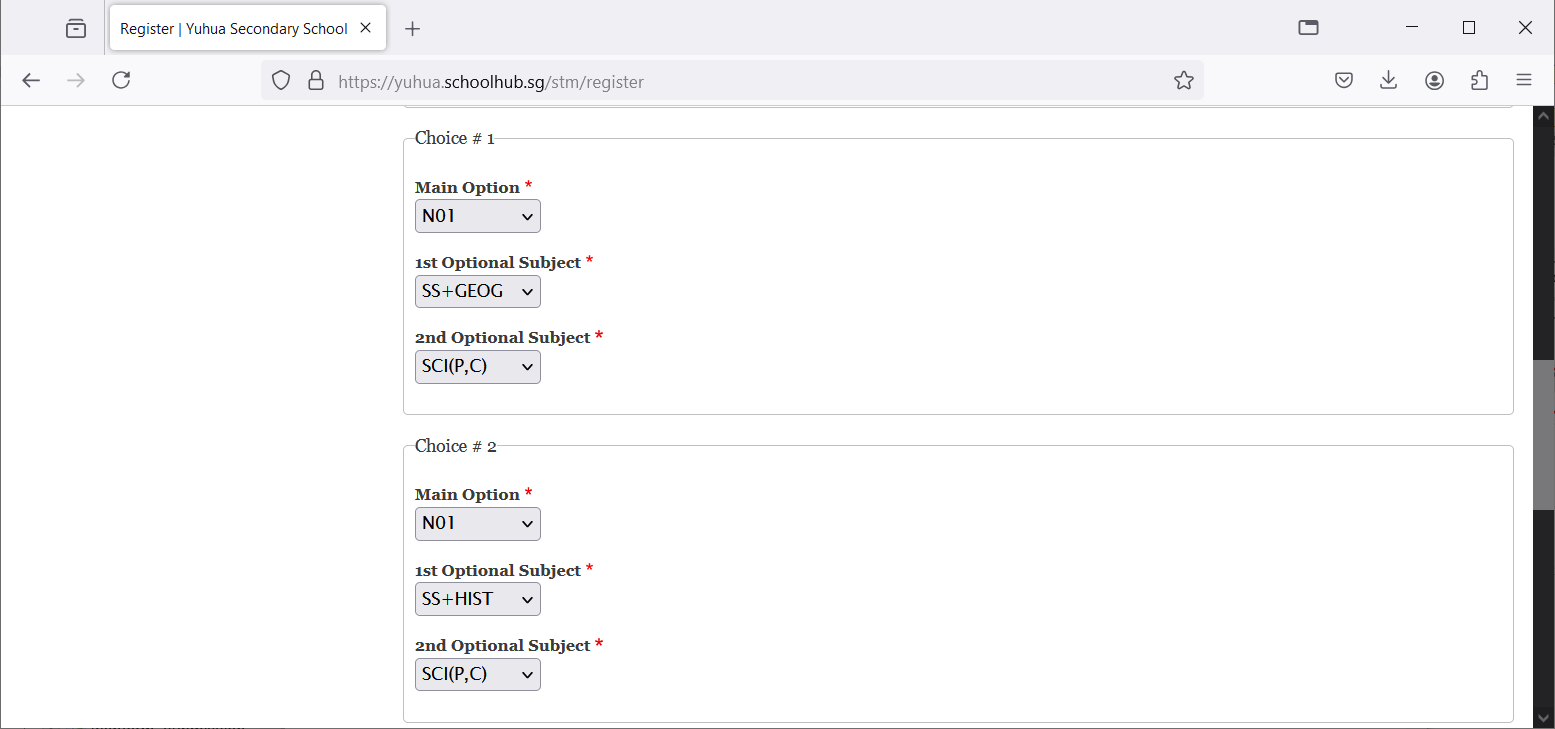 Register | Yuhua Secondary School
https://yuhua.schoolhub.sg/stm/register
Choice # 1
Main Option *
N01
1st Optional Subject *
SS+GEOG
2nd Optional Subject *
SCI(P,C)
Choice # 2
Main Option *
N01
1st Optional Subject *
SS+HIST
2nd Optional Subject *
SCI(P,C)